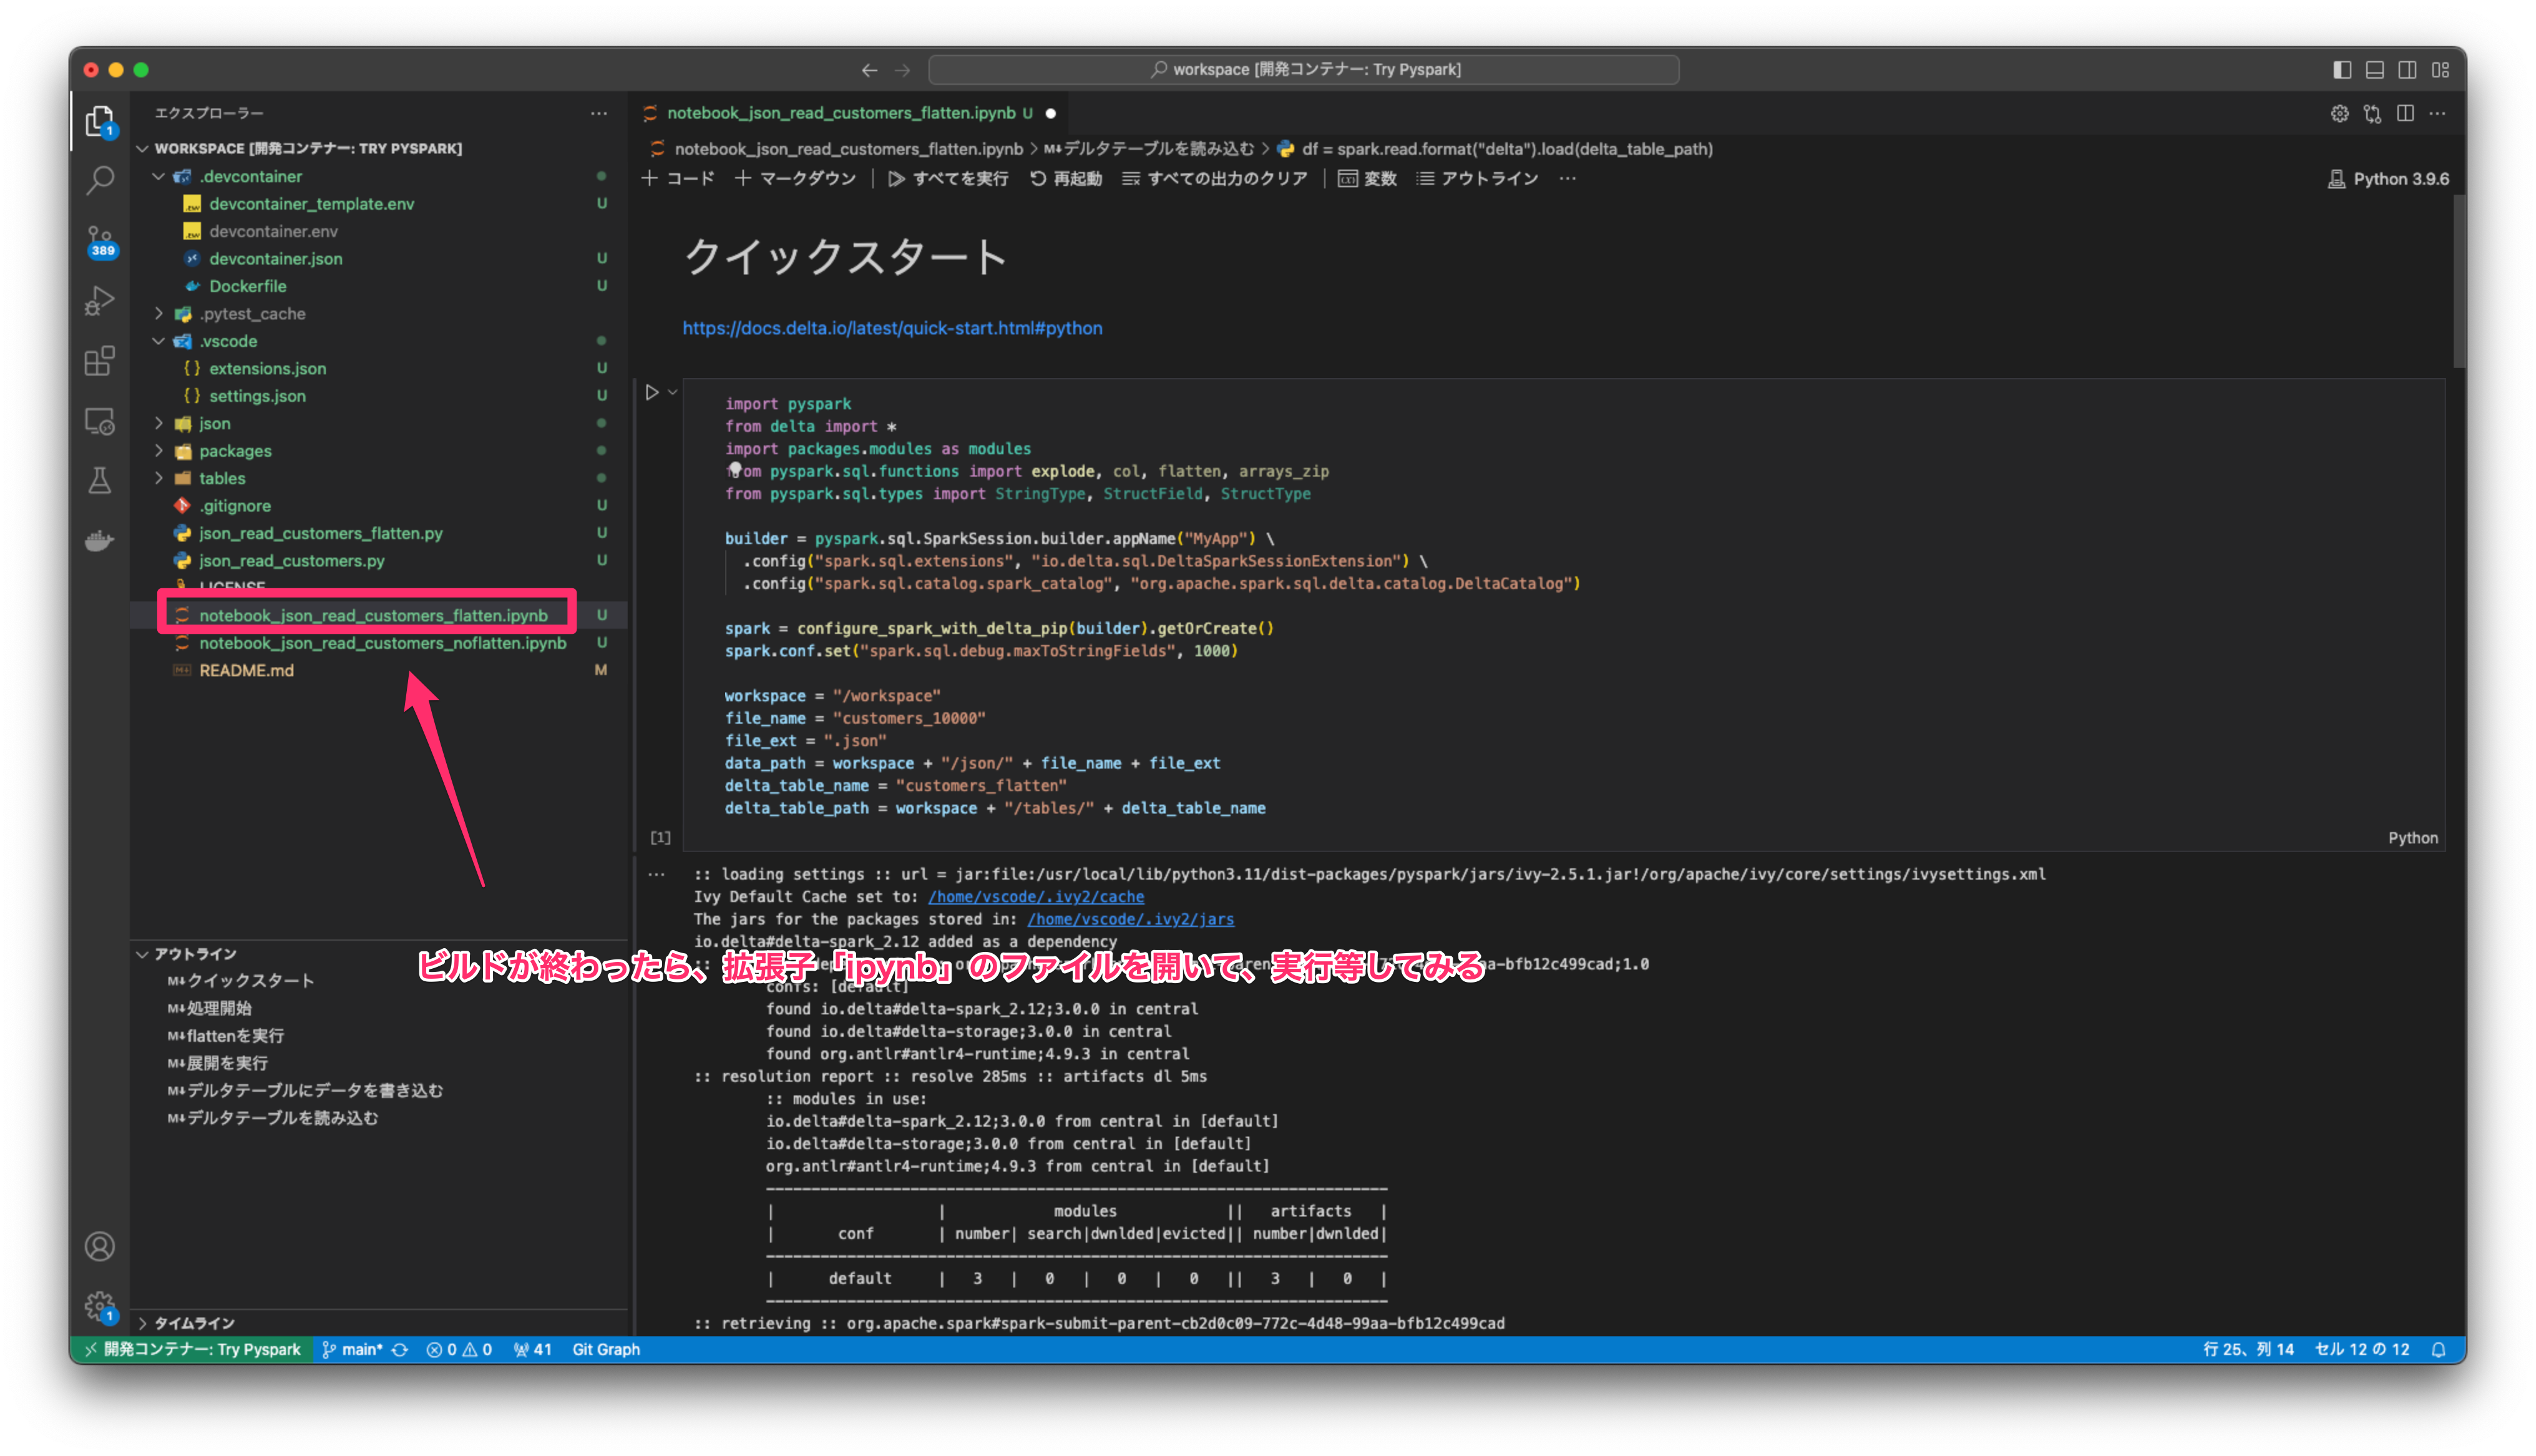 workspace [開発コンテナー: Try Pyspark]
エクスプローラー
WORKSPACE [開発コンテナー: TRY PYSPARK]
.devcontainer
devcontainer_template.env U
devcontainer.env
devcontainer.json U
Dockerfile U
.pytest_cache
.vscode
extensions.json U
settings.json U
json
packages
tables
.gitignore U
json_read_customers_flatten.py U
json_read_customers.py U
LICENSE
notebook_json_read_customers_flatten.ipynb U
notebook_json_read_customers_noflatten.ipynb U
README.md M
1
389
アウトライン
M↓クイックスタート
M↓処理開始
M↓flattenを実行
M↓展開を実行
M↓デルタテーブルにデータを書き込む
M↓デルタテーブルを読み込む
タイムライン
1
notebook_json_read_customers_flatten.ipynb U
notebook_json_read_customers_flatten.ipynb > M↓デルタテーブルを読み込む > df = spark.read.format("delta").load(delta_table_path)
+ コード + マークダウン | すべてを実行 再起動 すべての出力のクリア | 変数 アウトライン ··· Python 3.9.6
クイックスタート
https://docs.delta.io/latest/quick-start.html#python
import pyspark
from delta import *
import packages.modules as modules
from pyspark.sql.functions import explode, col, flatten, arrays_zip
from pyspark.sql.types import StringType, StructField, StructType
builder = pyspark.sql.SparkSession.builder.appName("MyApp") \
.config("spark.sql.extensions", "io.delta.sql.DeltaSparkSessionExtension") \
.config("spark.sql.catalog.spark_catalog", "org.apache.spark.sql.delta.catalog.DeltaCatalog")
spark = configure_spark_with_delta_pip(builder).getOrCreate()
spark.conf.set("spark.sql.debug.maxToStringFields", 1000)
workspace = "/workspace"
file_name = "customers_10000"
file_ext = ".json"
data_path = workspace + "/json/" + file_name + file_ext
delta_table_name = "customers_flatten"
delta_table_path = workspace + "/tables/" + delta_table_name
[1]
Python
:: loading settings :: url = jar:file:/usr/local/lib/python3.11/dist-packages/pyspark/jars/ivy-2.5.1.jar!/org/apache/ivy/core/settings/ivysettings.xml
Ivy Default Cache set to: /home/vscode/.ivy2/cache
The jars for the packages stored in: /home/vscode/.ivy2/jars
io.delta#delta-spark_2.12 added as a dependency
ビルドが終わったら、拡張子「ipynb」のファイルを開いて、実行等してみる
-bfb12c499cad;1.0
confs: [default]
found io.delta#delta-spark_2.12;3.0.0 in central
found io.delta#delta-storage;3.0.0 in central
found org.antlr#antlr4-runtime;4.9.3 in central
:: resolution report :: resolve 285ms :: artifacts dl 5ms
:: modules in use:
io.delta#delta-spark_2.12;3.0.0 from central in [default]
io.delta#delta-storage;3.0.0 from central in [default]
org.antlr#antlr4-runtime;4.9.3 from central in [default]
| | modules || artifacts |
| conf | number| search|dwnlded|evicted|| number|dwnlded|
| default | 3 | 0 | 0 | 0 || 3 | 0 |
:: retrieving :: org.apache.spark#spark-submit-parent-cb2d0c09-772c-4d48-99aa-bfb12c499cad
開発コンテナー: Try Pyspark main* 0 0 41 Git Graph 行 25、列 14 セル 12 の 12